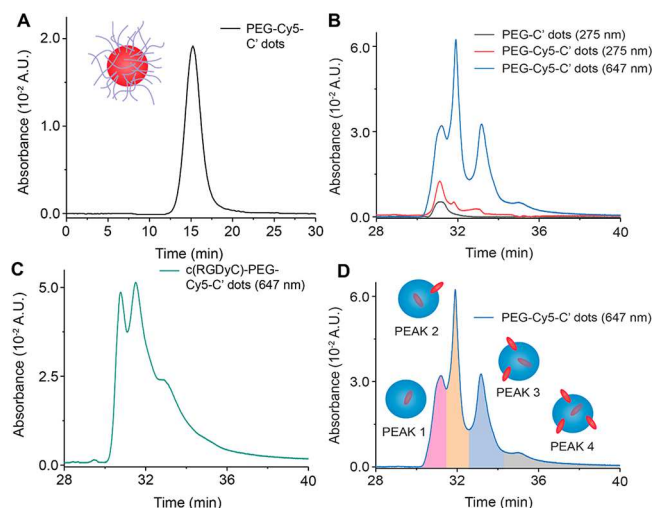 A
PEG-Cy5-
C' dots
2.0
1.0
0.0
Absorbance (10⁻² A.U.)
0 5 10 15 20 25 30
Time (min)
B
PEG-C' dots (275 nm)
PEG-Cy5-C' dots (275 nm)
PEG-Cy5-C' dots (647 nm)
6.0
3.0
0.0
Absorbance (10⁻² A.U.)
28 32 36 40
Time (min)
C
c(RGDyC)-PEG-
Cy5-C' dots (647 nm)
5.0
2.5
0.0
Absorbance (10⁻² A.U.)
28 32 36 40
Time (min)
D
PEG-Cy5-C' dots (647 nm)
PEAK 2
PEAK 3
PEAK 1
PEAK 4
6.0
3.0
0.0
Absorbance (10⁻² A.U.)
28 32 36 40
Time (min)